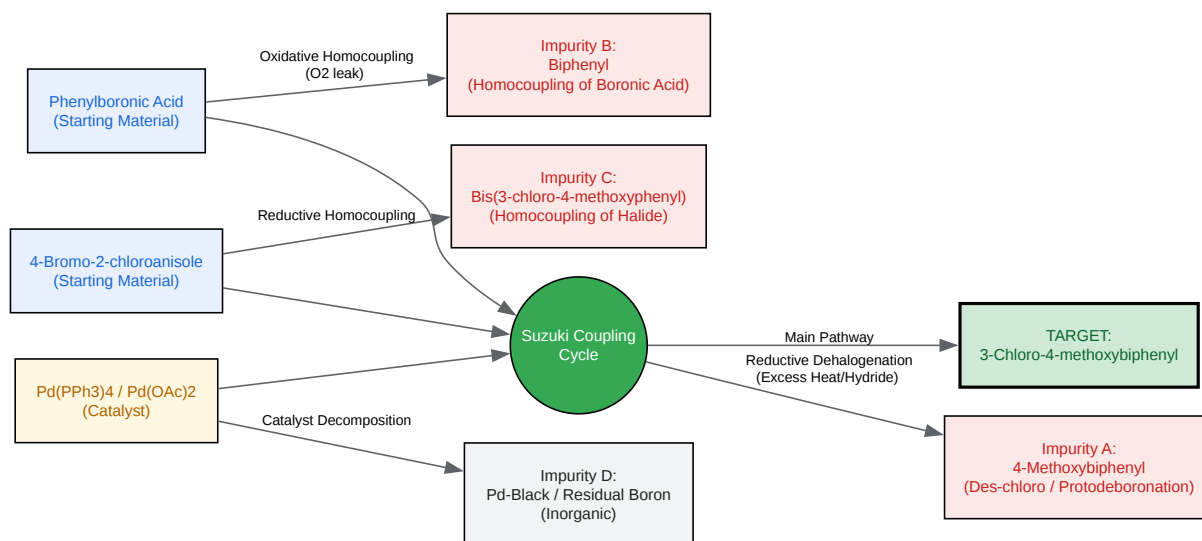 Oxidative Homocoupling
(O2 leak)
Impurity B:
Biphenyl
(Homocoupling of Boronic Acid)
Phenylboronic Acid
(Starting Material)
Impurity C:
Bis(3-chloro-4-methoxyphenyl)
(Homocoupling of Halide)
Reductive Homocoupling
4-Bromo-2-chloroanisole
(Starting Material)
Suzuki Coupling
Cycle
Main Pathway
Reductive Dehalogenation
(Excess Heat/Hydride)
TARGET:
3-Chloro-4-methoxybiphenyl
Pd(PPh3)4 / Pd(OAc)2
(Catalyst)
Catalyst Decomposition
Impurity D:
Pd-Black / Residual Boron
(Inorganic)
Impurity A:
4-Methoxybiphenyl
(Des-chloro / Protodeboronation)